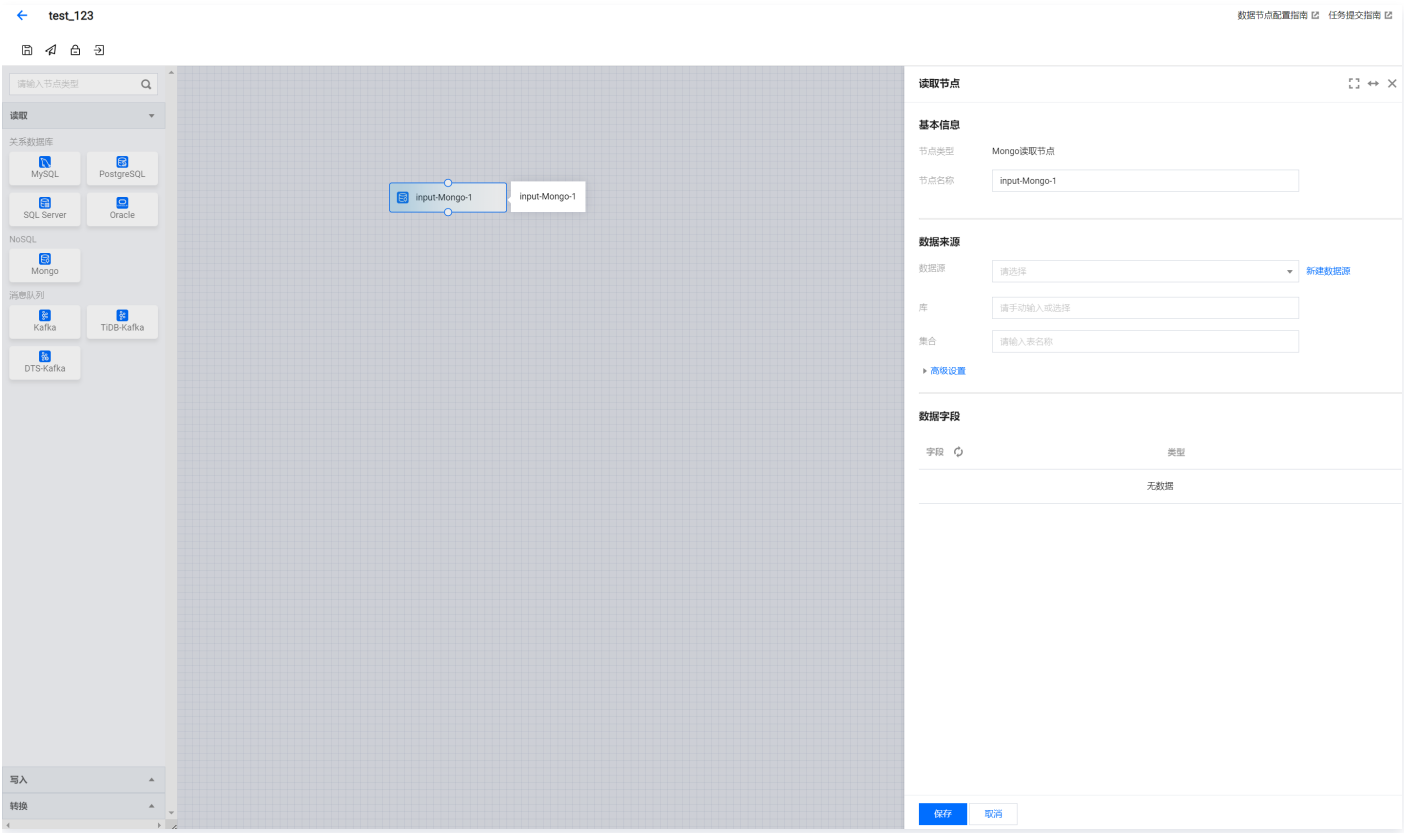 test_123
数据节点配置指南
任务提交指南
请输入节点类型
读取
关系数据库
MySQL
PostgreSQL
SQL Server
Oracle
NoSQL
Mongo
消息队列
Kafka
TiDB-Kafka
DTS-Kafka
写入
转换
input-Mongo-1
input-Mongo-1
读取节点
基本信息
节点类型 Mongo读取节点
节点名称 input-Mongo-1
数据来源
数据源 请选择 新建数据源
库 请手动输入或选择
集合 请输入表名称
高级设置
数据字段
字段 类型
无数据
保存 取消